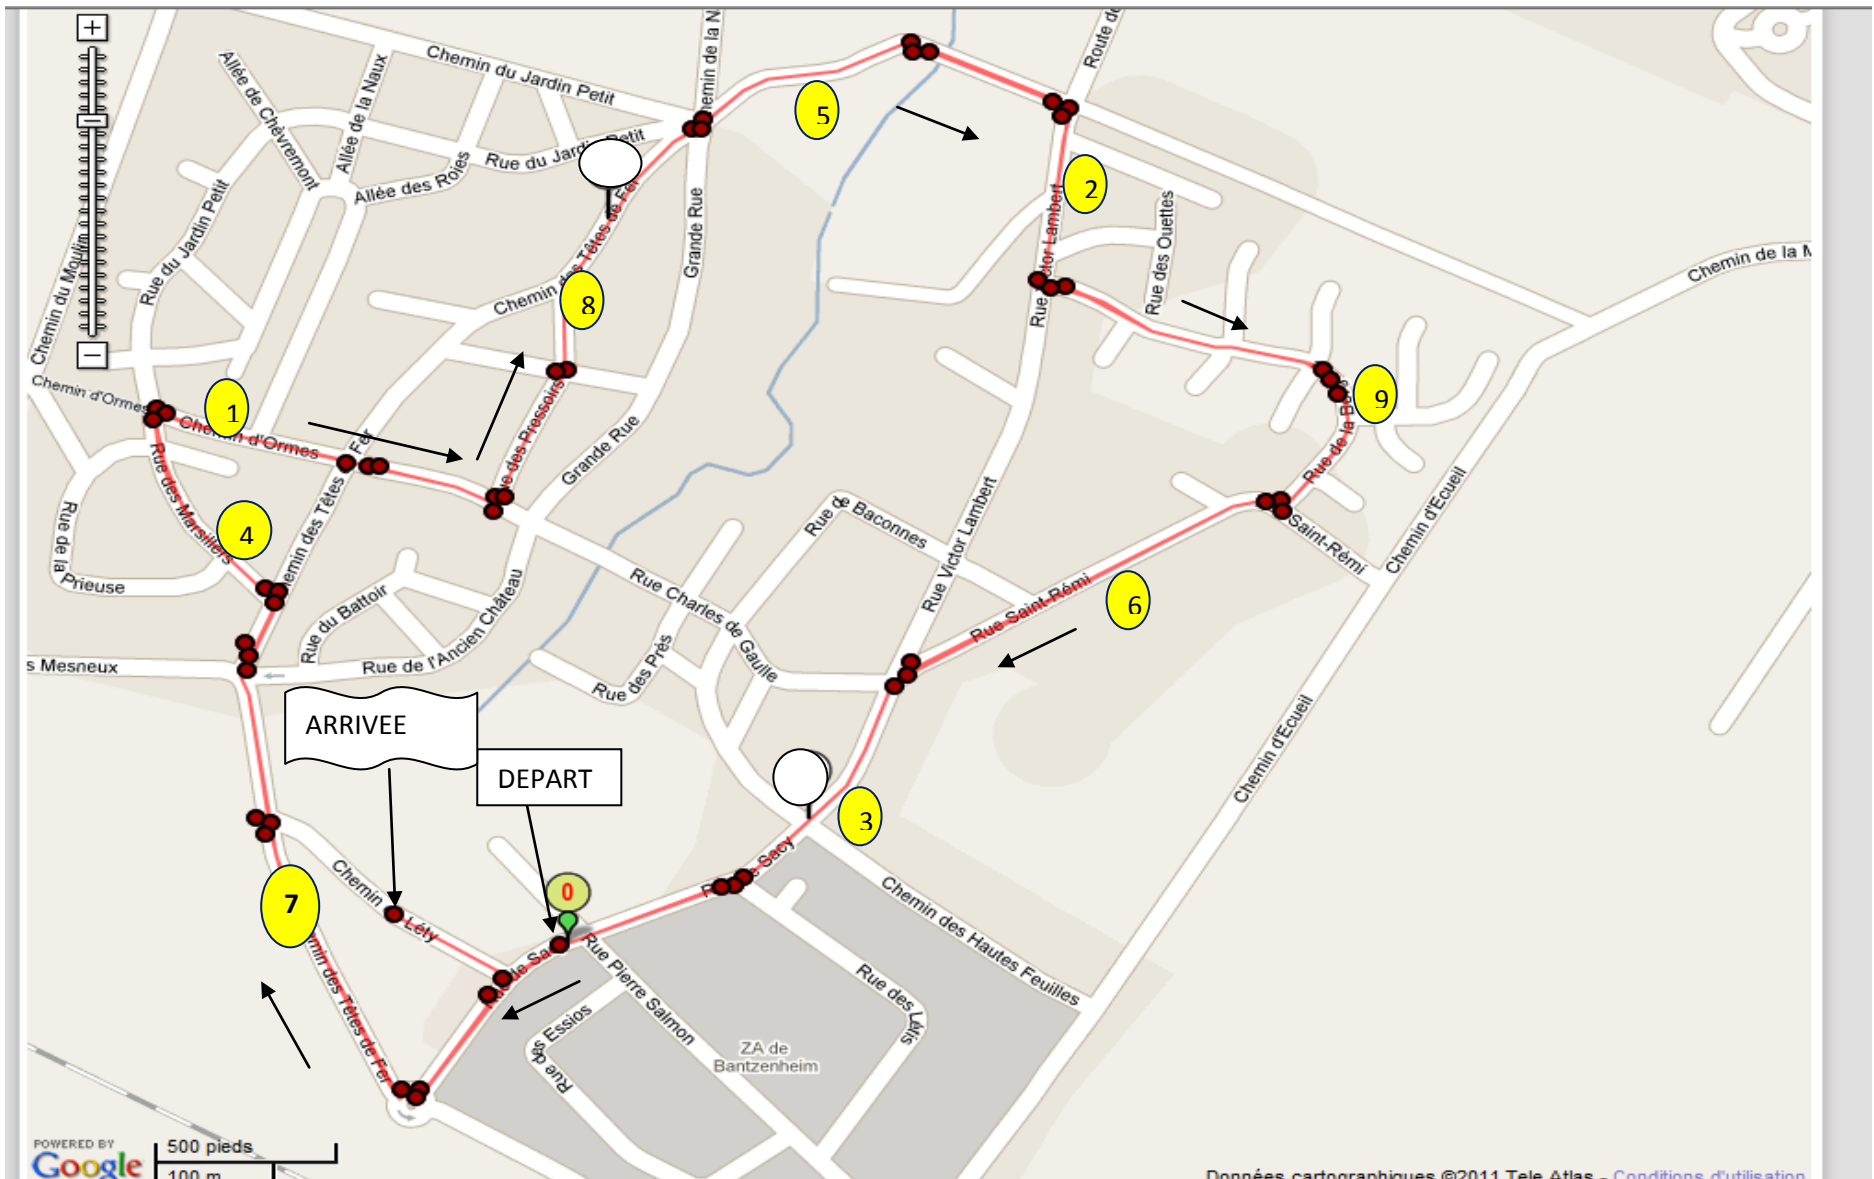 +
Chemin du Jardin Petit
Route de
Allée de Chèvremont
Allée de la Naux
5
2
Rue du Jardin Petit
Allée des Roies
Rue du Jardin Petit
Chemin du Moulin
Grande Rue
Rue des Ouettes
Chemin de la M
Chemin des Têtes de Fer
8
Rue Victor Lambert
−
Chemin d'Ormes
1
Chemin d'Ormes
9
Grande Rue
Rue de la
Chemin d'Ecueil
Rue des Marsillers
4
Rue de la
Prieuse
Chemin des Têtes
Fer
Rue de Baconnes
Rue Victor Lambert
Saint-Rémi
Rue Charles de Gaulle
Rue Saint-Rémi
6
Rue du Battoir
Rue de l'Ancien Château
Rue des Prés
s Mesneux
ARRIVEE
DEPART
Chemin d'Ecueil
3
Sacy
7
Chemin
Léty
0
Chemin des Hautes Feuilles
Rue Pierre Salmon
Rue des Létis
Rue des Essios
ZA de
Bantzenheim
POWERED BY
Google
500 pieds
100 m
Données cartographiques ©2011 Tele Atlas - Conditions d'utilisation